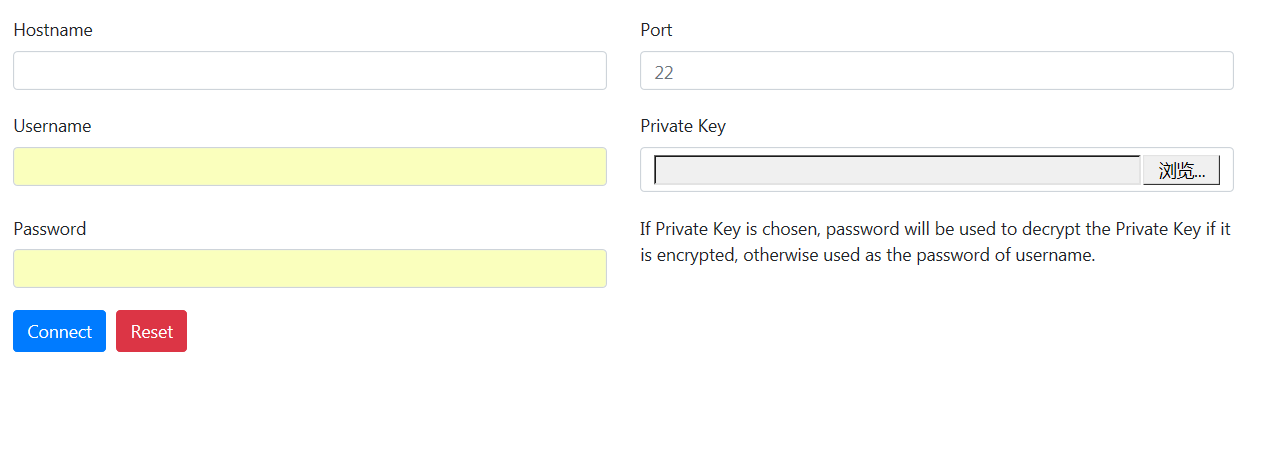 Hostname
Port
22
Username
Private Key
浏览...
Password
If Private Key is chosen, password will be used to decrypt the Private Key if it
is encrypted, otherwise used as the password of username.
Connect
Reset